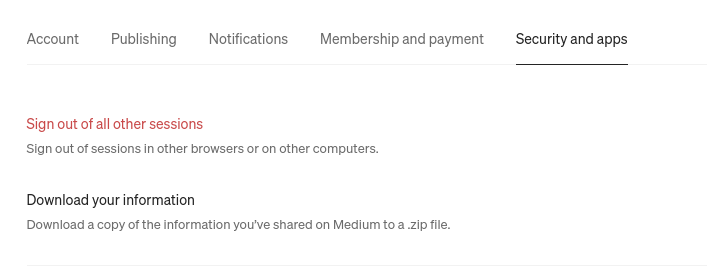 Account Publishing Notifications Membership and payment Security and apps
Sign out of all other sessions
Sign out of sessions in other browsers or on other computers.
Download your information
Download a copy of the information you’ve shared on Medium to a .zip file.